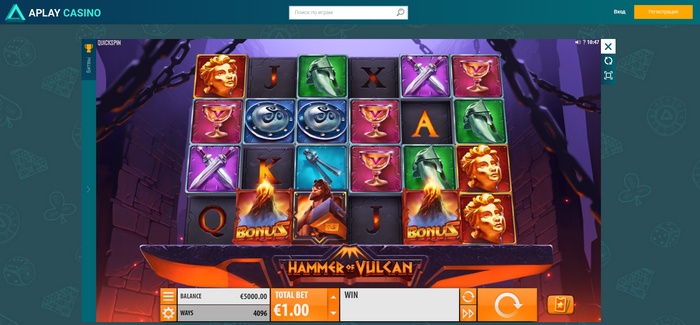 APLAY CASINO
Поиск по играм
Вход
Регистрация
QUICKSPIN
? 10:47
Битвы
J
X
A
K
Q
BONUS
J
BONUS
HAMMER OF VULCAN
BALANCE €5000.00
WAYS 4096
TOTAL BET
€1.00
WIN